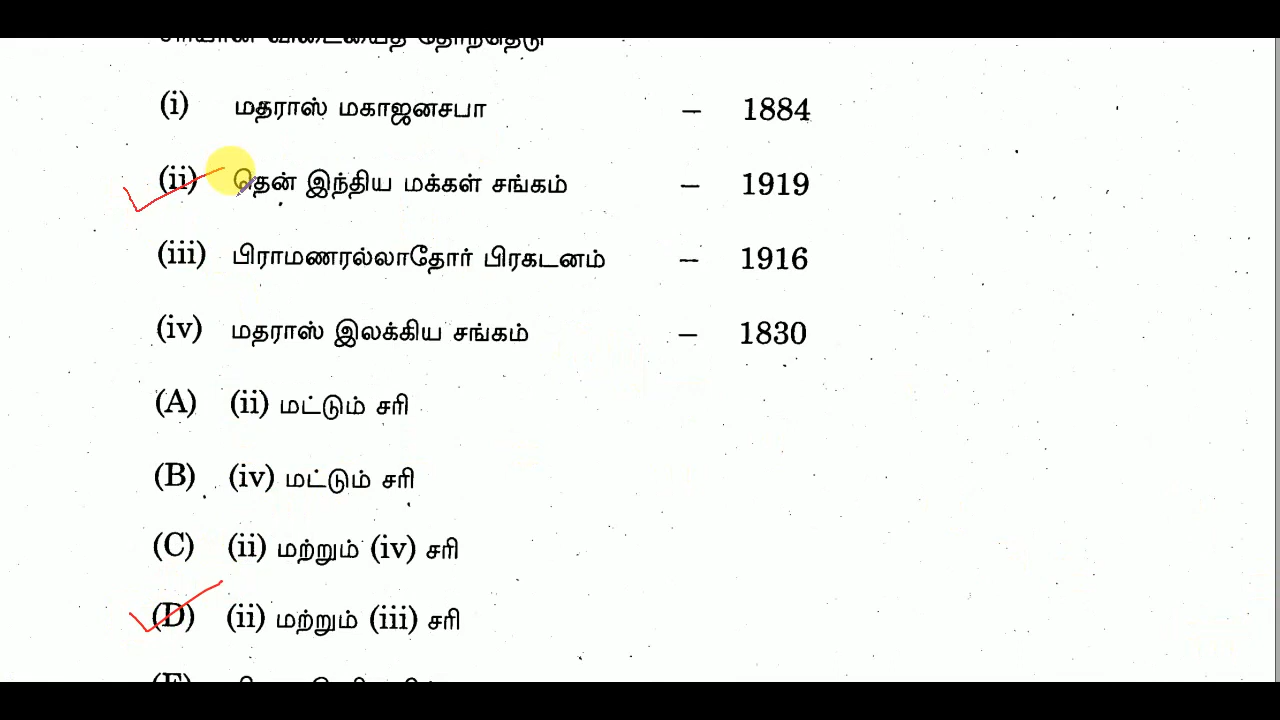 சரியான விடையைத் தேர்ந்தெடு
(i) மதராஸ் மகாஜனசபா – 1884
(ii) தென் இந்திய மக்கள் சங்கம் – 1919
(iii) பிராமணரல்லாதோர் பிரகடனம் – 1916
(iv) மதராஸ் இலக்கிய சங்கம் – 1830
(A) (ii) மட்டும் சரி
(B) (iv) மட்டும் சரி
(C) (ii) மற்றும் (iv) சரி
(D) (ii) மற்றும் (iii) சரி
(E)